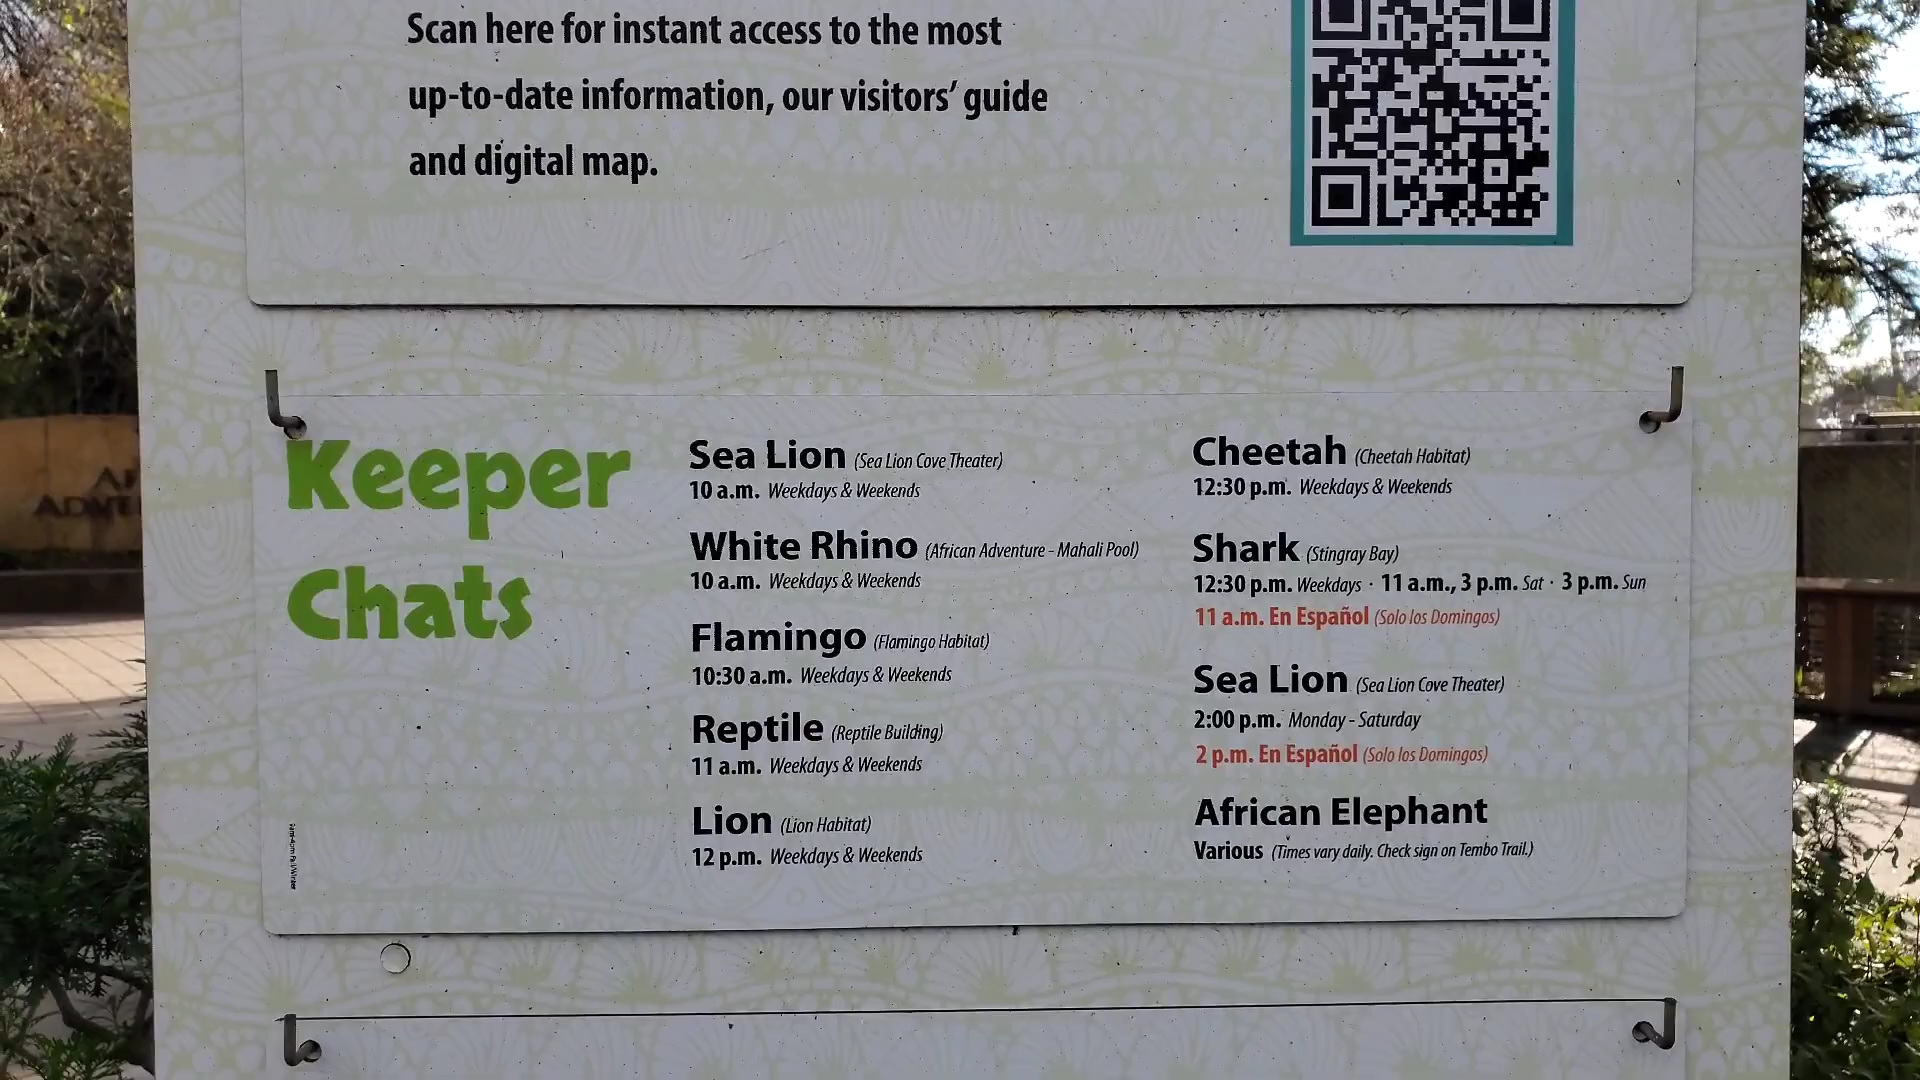 Scan here for instant access to the most
up-to-date information, our visitors' guide
and digital map.
Keeper
Chats
Sea Lion (Sea Lion Cove Theater)
10 a.m. Weekdays & Weekends
White Rhino (African Adventure – Mahali Pool)
10 a.m. Weekdays & Weekends
Flamingo (Flamingo Habitat)
10:30 a.m. Weekdays & Weekends
Reptile (Reptile Building)
11 a.m. Weekdays & Weekends
Lion (Lion Habitat)
12 p.m. Weekdays & Weekends
Cheetah (Cheetah Habitat)
12:30 p.m. Weekdays & Weekends
Shark (Stingray Bay)
12:30 p.m. Weekdays · 11 a.m., 3 p.m. Sat · 3 p.m. Sun
11 a.m. En Español (Solo los Domingos)
Sea Lion (Sea Lion Cove Theater)
2:00 p.m. Monday – Saturday
2 p.m. En Español (Solo los Domingos)
African Elephant
Various (Times vary daily. Check sign on Tembo Trail.)